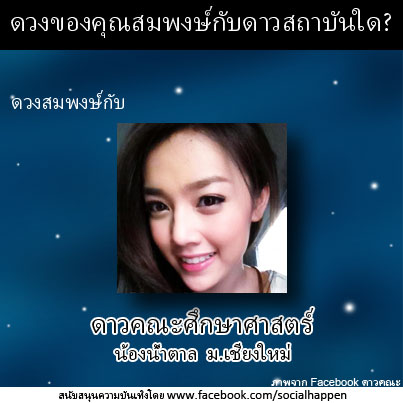 ดวงของคุณสมพงษ์กับดาวสถาบันใด?
ดวงสมพงษ์กับ
ดาวคณะศึกษาศาสตร์
น้องน้ำตาล ม.เชียงใหม่
ภาพจาก Facebook ดาวคณะ
สนับสนุนความบันเทิงโดย www.facebook.com/socialhappen